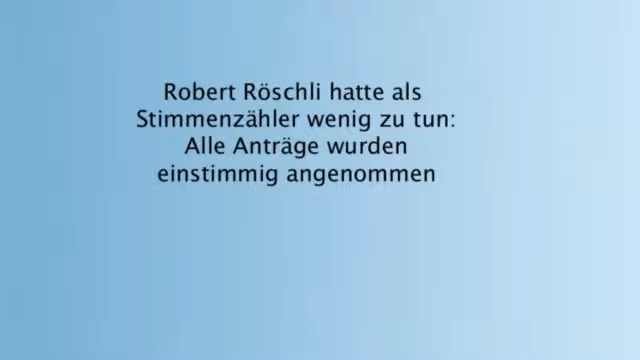 Robert Röschli hatte als
Stimmenzähler wenig zu tun:
Alle Anträge wurden
einstimmig angenommen